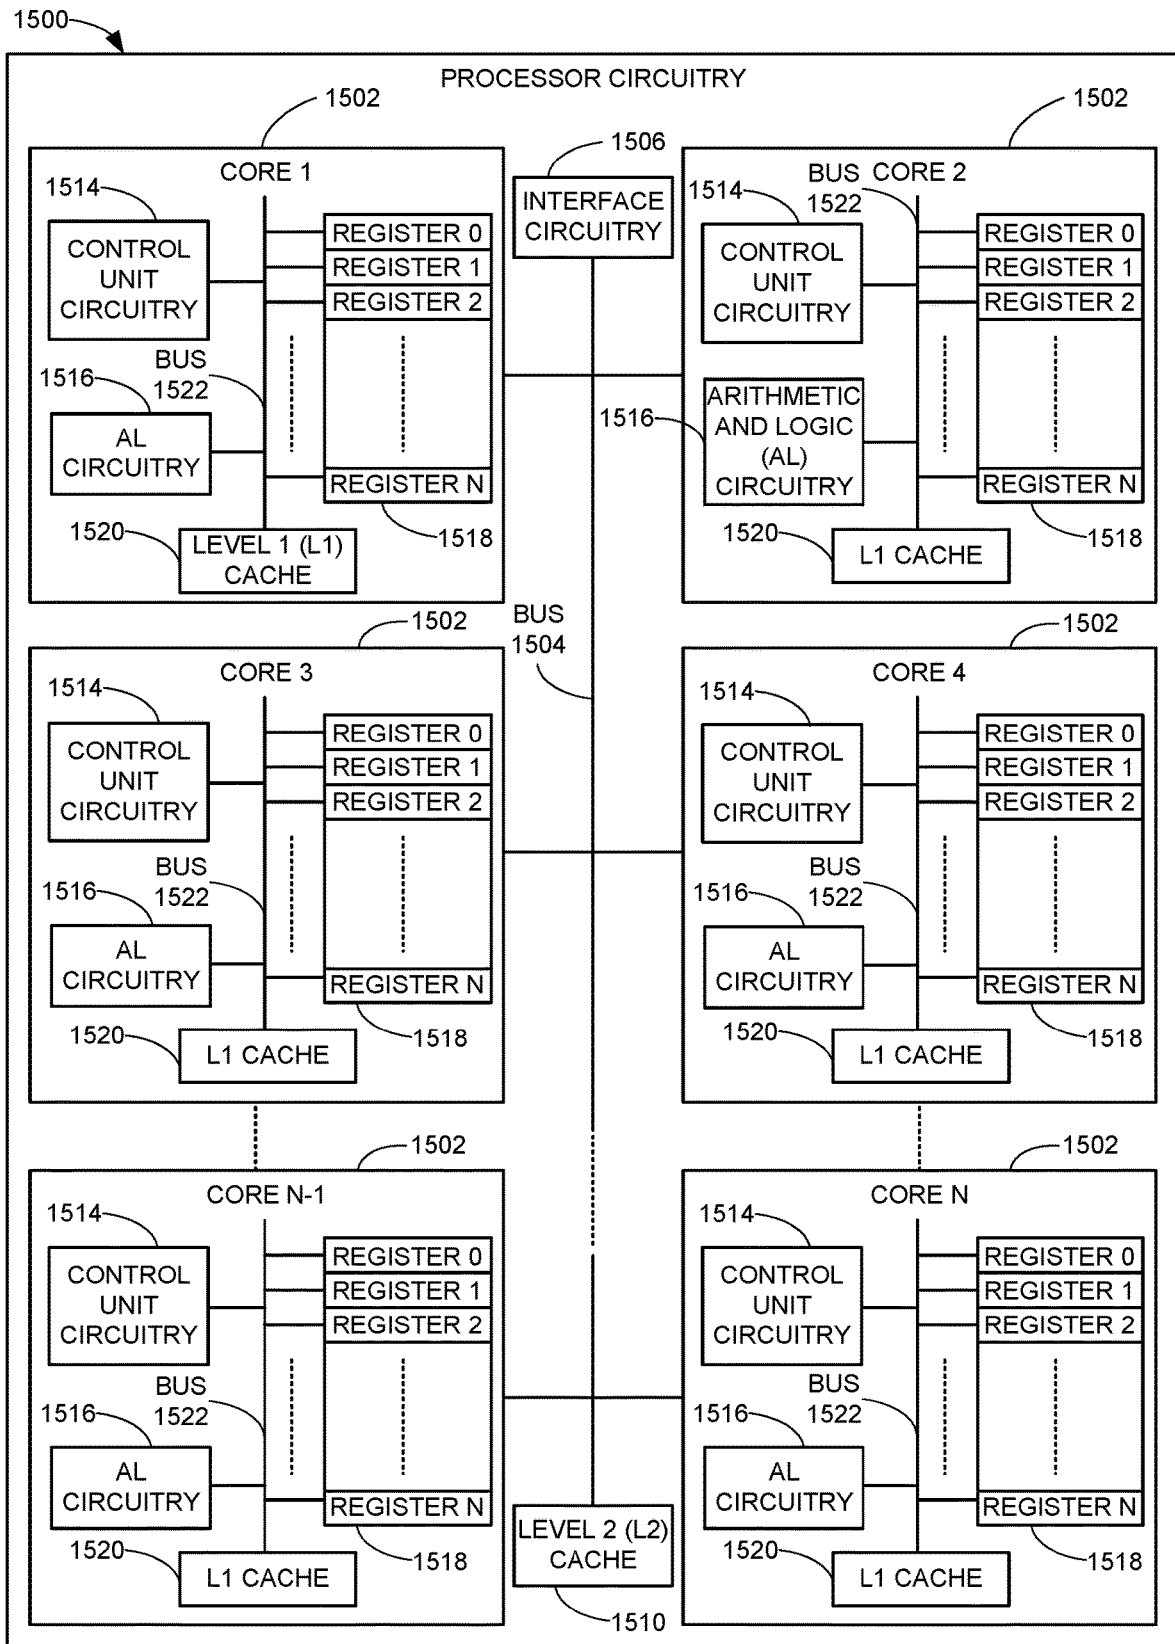 1500
PROCESSOR CIRCUITRY
1502
CORE 1
1514
CONTROL
UNIT
CIRCUITRY
REGISTER 0
REGISTER 1
REGISTER 2
BUS
1522
1516
AL
CIRCUITRY
REGISTER N
1518
1520
LEVEL 1 (L1)
CACHE
1506
INTERFACE
CIRCUITRY
1502
BUS
1522
CORE 2
1514
CONTROL
UNIT
CIRCUITRY
REGISTER 0
REGISTER 1
REGISTER 2
1516
ARITHMETIC
AND LOGIC
(AL)
CIRCUITRY
REGISTER N
1518
1520
L1 CACHE
BUS
1504
1502
CORE 3
1514
CONTROL
UNIT
CIRCUITRY
REGISTER 0
REGISTER 1
REGISTER 2
BUS
1522
1516
AL
CIRCUITRY
REGISTER N
1518
1520
L1 CACHE
1502
CORE 4
1514
CONTROL
UNIT
CIRCUITRY
REGISTER 0
REGISTER 1
REGISTER 2
BUS
1522
1516
AL
CIRCUITRY
REGISTER N
1518
1520
L1 CACHE
1502
CORE N-1
1514
CONTROL
UNIT
CIRCUITRY
REGISTER 0
REGISTER 1
REGISTER 2
BUS
1522
1516
AL
CIRCUITRY
REGISTER N
1518
1520
L1 CACHE
LEVEL 2 (L2)
CACHE
1510
1502
CORE N
1514
CONTROL
UNIT
CIRCUITRY
REGISTER 0
REGISTER 1
REGISTER 2
BUS
1522
1516
AL
CIRCUITRY
REGISTER N
1518
1520
L1 CACHE